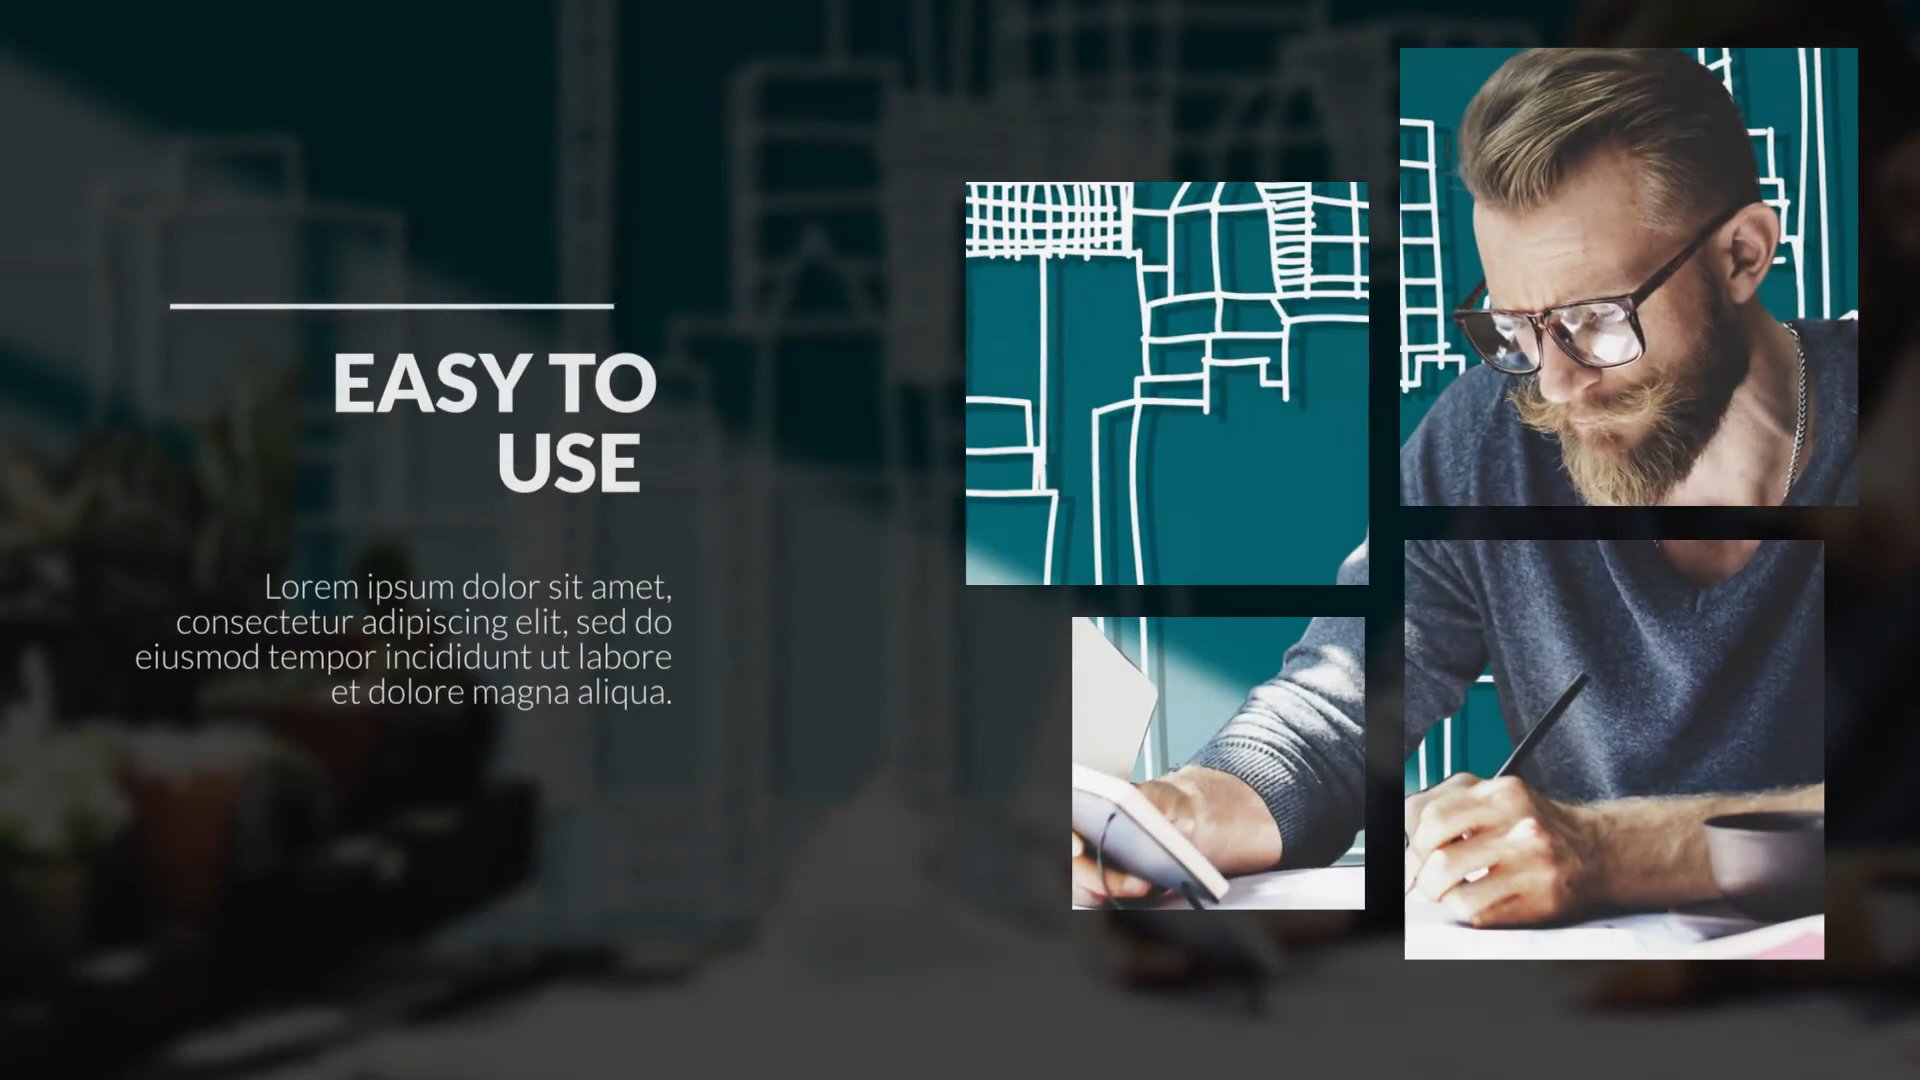 EASY TO
USE
Lorem ipsum dolor sit amet,
consectetur adipiscing elit, sed do
eiusmod tempor incididunt ut labore
et dolore magna aliqua.